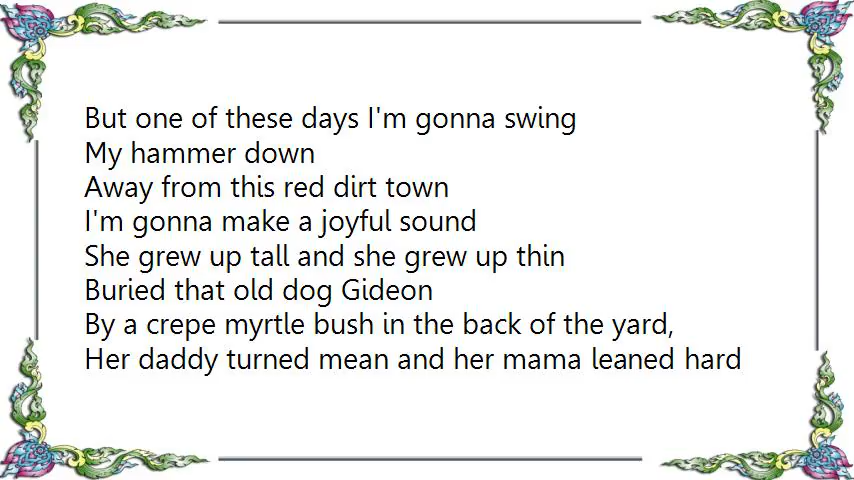 But one of these days I'm gonna swing
My hammer down
Away from this red dirt town
I'm gonna make a joyful sound
She grew up tall and she grew up thin
Buried that old dog Gideon
By a crepe myrtle bush in the back of the yard,
Her daddy turned mean and her mama leaned hard